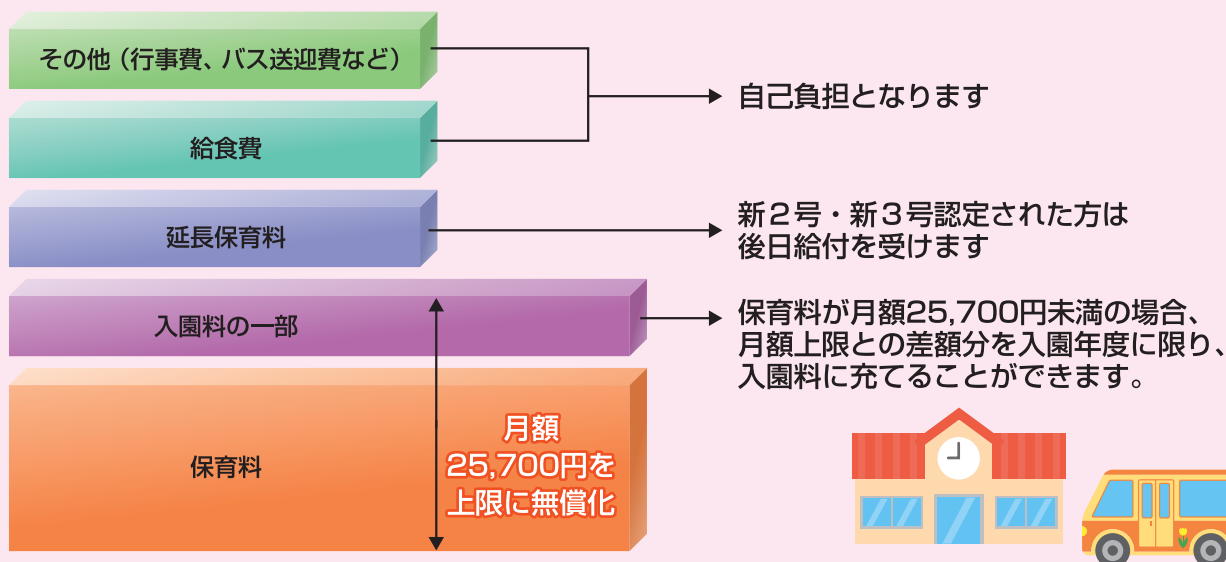 その他（行事費、バス送迎費など）
自己負担となります
給食費
延長保育料
新２号・新３号認定された方は
後日給付を受けます
入園料の一部
保育料が月額25,700円未満の場合、
月額上限との差額分を入園年度に限り、
入園料に充てることができます。
保育料
月額
25,700円を
上限に無償化